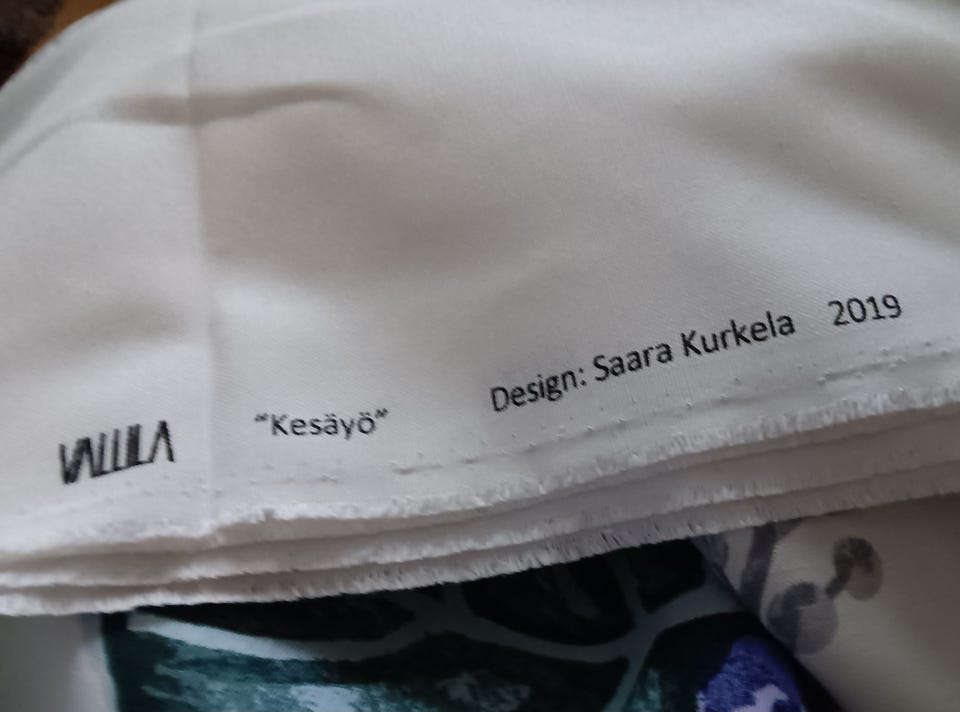 VALLILA "Kesäyö" Design: Saara Kurkela 2019